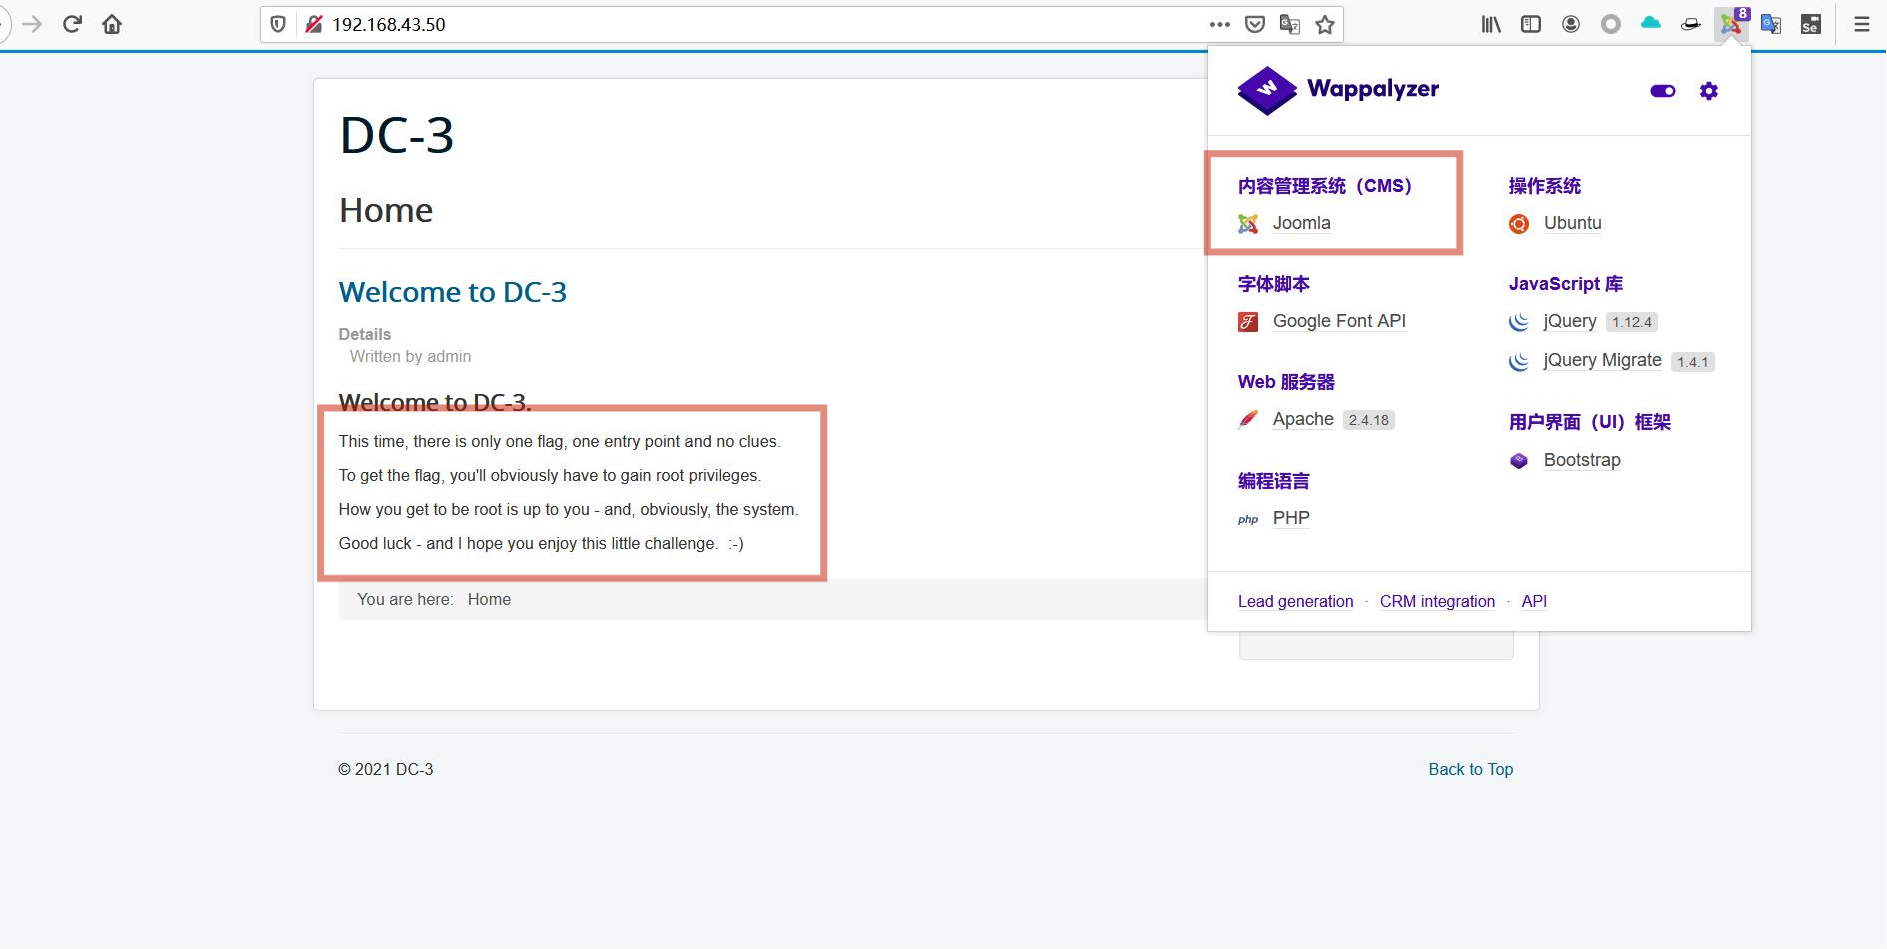 192.168.43.50
8
Se
DC-3
Home
Welcome to DC-3
Details
Written by admin
Welcome to DC-3.
This time, there is only one flag, one entry point and no clues.
To get the flag, you'll obviously have to gain root privileges.
How you get to be root is up to you - and, obviously, the system.
Good luck - and I hope you enjoy this little challenge.  :-)
You are here: Home
© 2021 DC-3
Back to Top
Wappalyzer
内容管理系统（CMS）
Joomla
字体脚本
Google Font API
Web 服务器
Apache 2.4.18
编程语言
php PHP
操作系统
Ubuntu
JavaScript 库
jQuery 1.12.4
jQuery Migrate 1.4.1
用户界面（UI）框架
Bootstrap
Lead generation · CRM integration · API